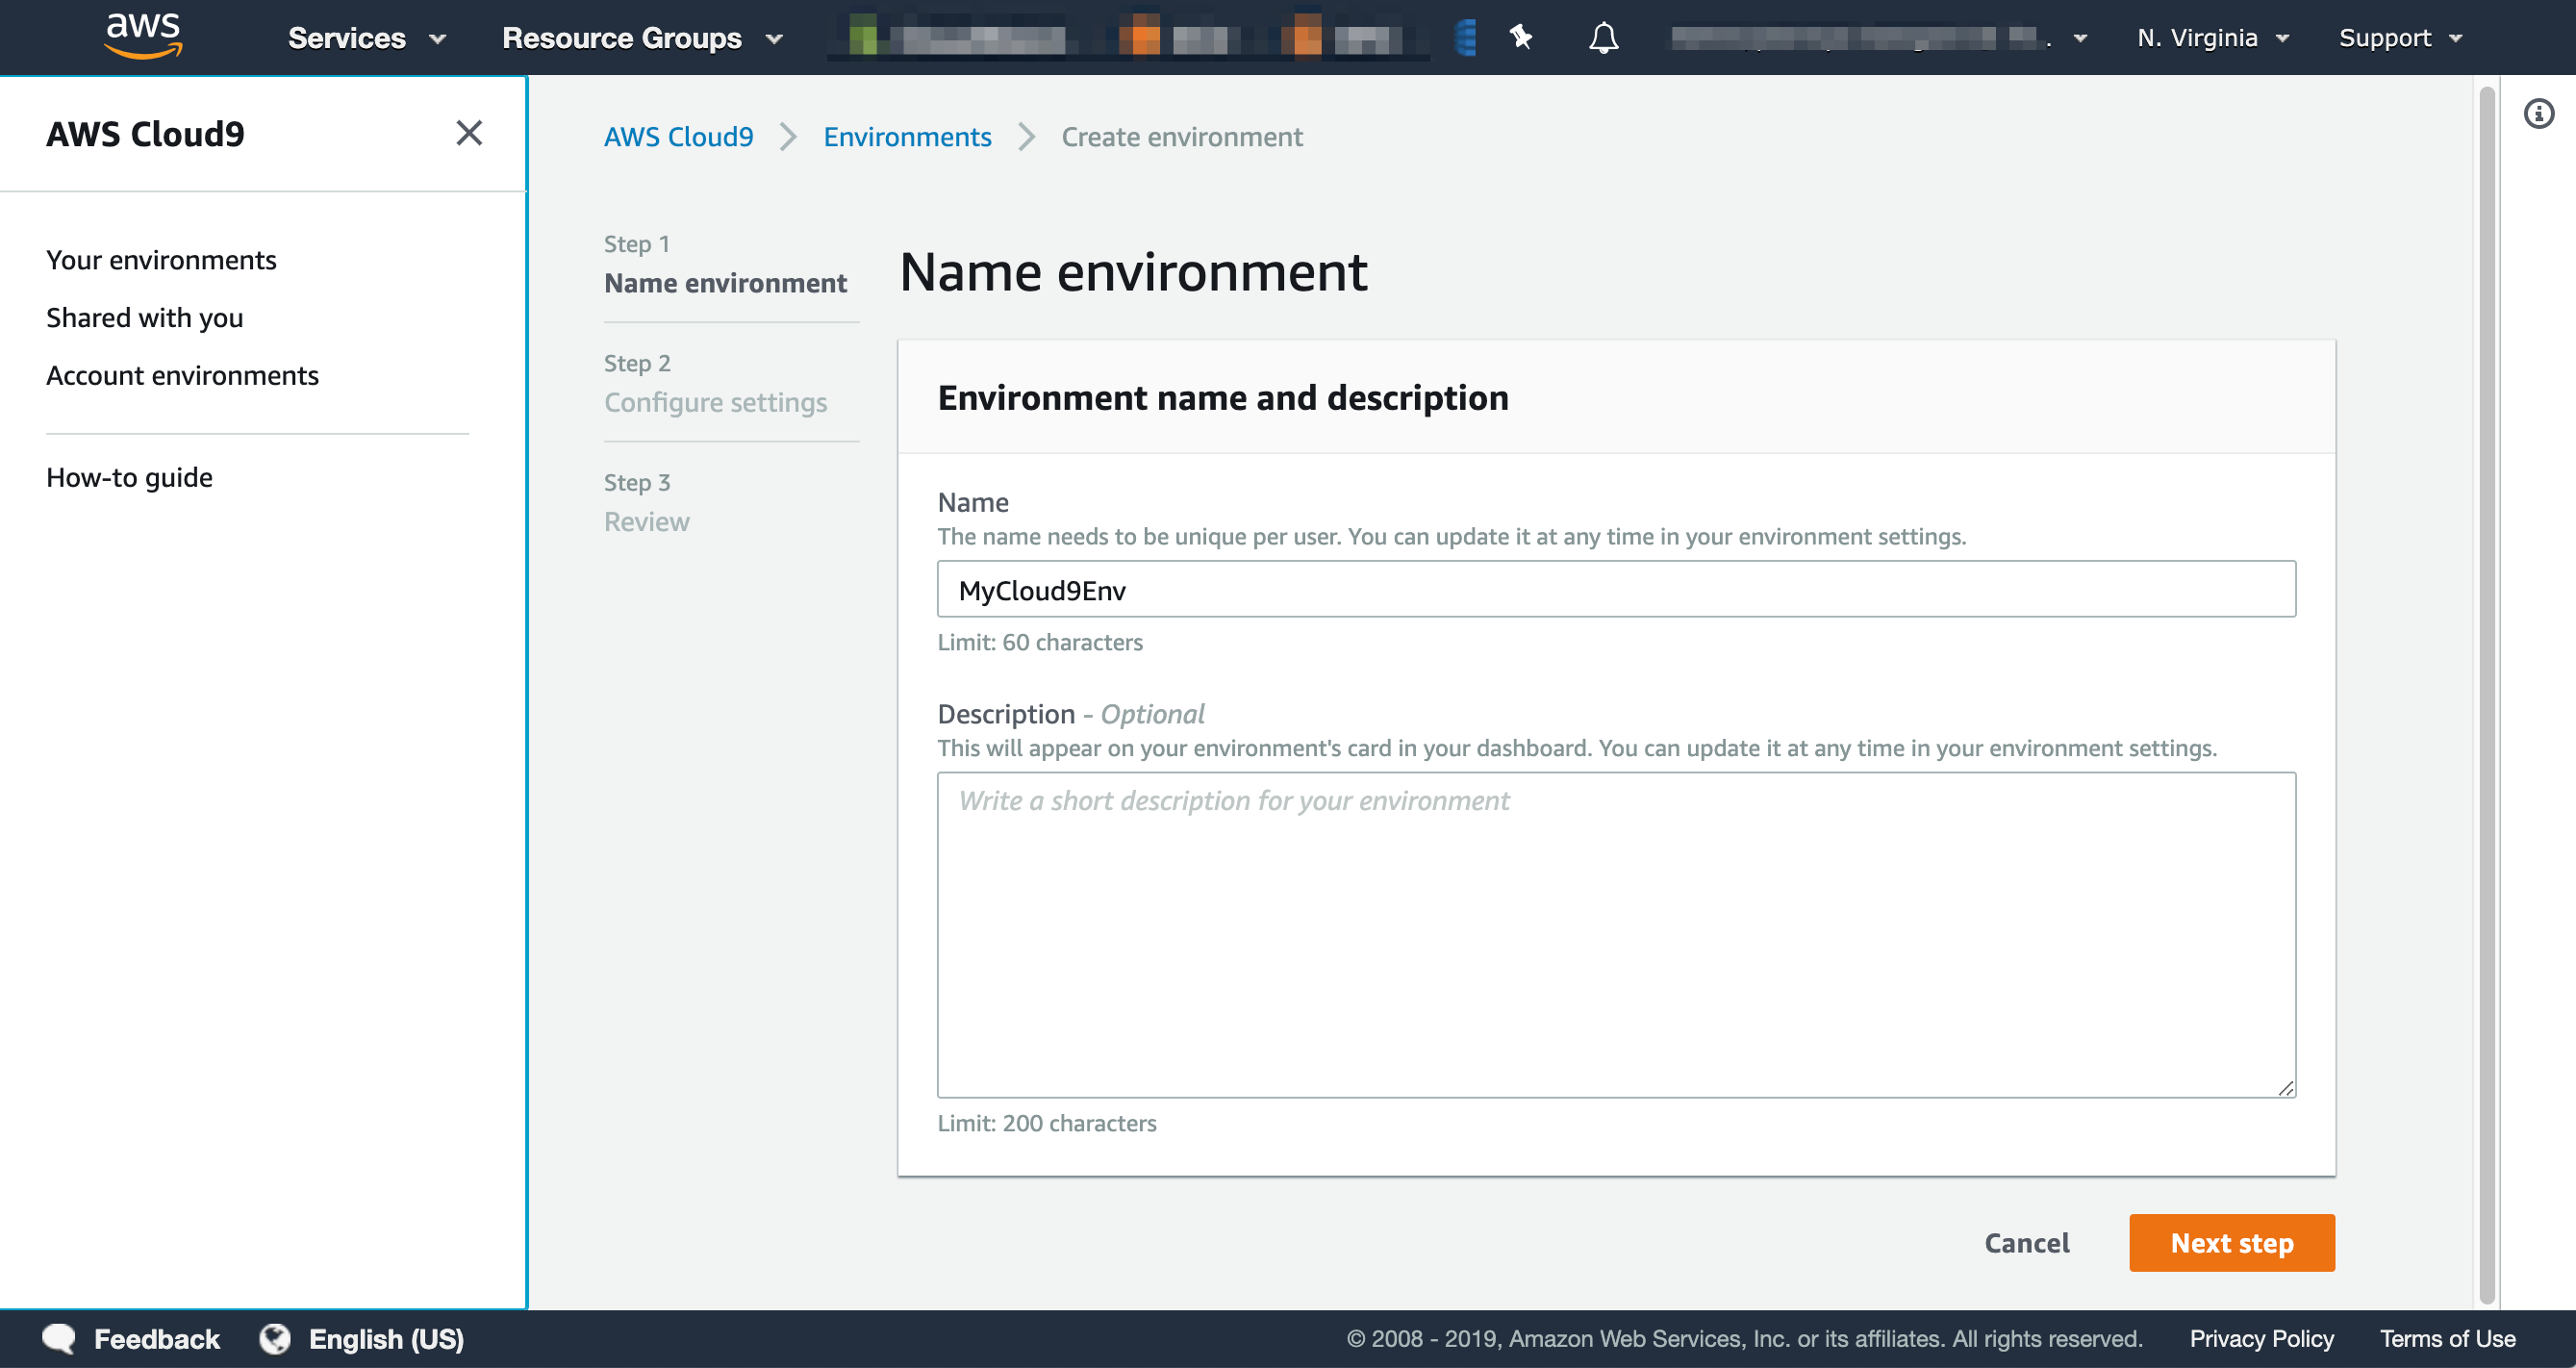 aws Services Resource Groups N. Virginia Support
AWS Cloud9
Your environments
Shared with you
Account environments
How-to guide
AWS Cloud9 Environments Create environment
Step 1
Name environment
Step 2
Configure settings
Step 3
Review
Name environment
Environment name and description
Name
The name needs to be unique per user. You can update it at any time in your environment settings.
MyCloud9Env
Limit: 60 characters
Description - Optional
This will appear on your environment's card in your dashboard. You can update it at any time in your environment settings.
Write a short description for your environment
Limit: 200 characters
Cancel Next step
Feedback English (US) © 2008 - 2019, Amazon Web Services, Inc. or its affiliates. All rights reserved. Privacy Policy Terms of Use